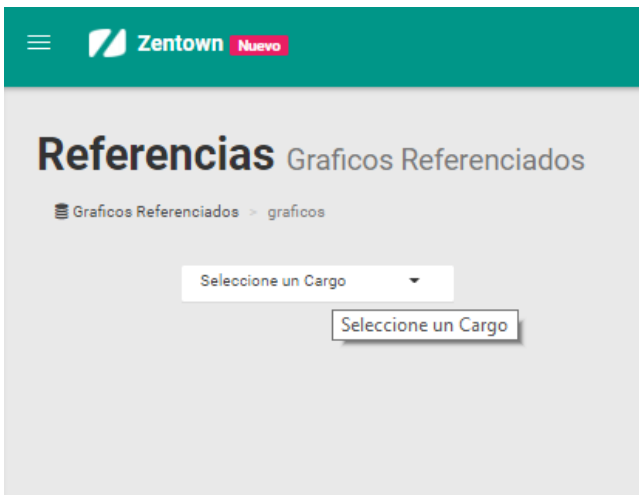 Zentown Nuevo
Referencias Graficos Referenciados
Graficos Referenciados > graficos
Seleccione un Cargo
Seleccione un Cargo